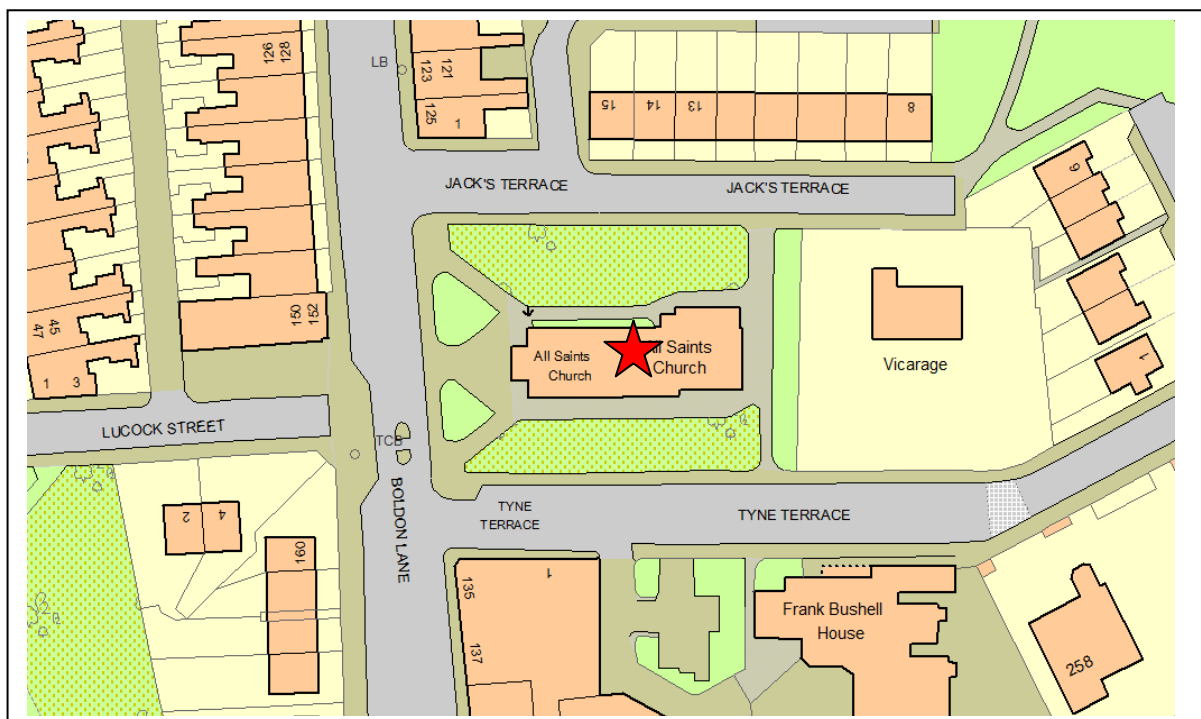 126
128
LB
123
121
125
1
15
14
13
8
JACK'S TERRACE
JACK'S TERRACE
9
47
45
150
152
1
3
All Saints
Church
All Saints
Church
Vicarage
1
LUCOCK STREET
TCB
BOLDON LANE
2
4
160
TYNE
TERRACE
TYNE TERRACE
135
137
1
Frank Bushell
House
258